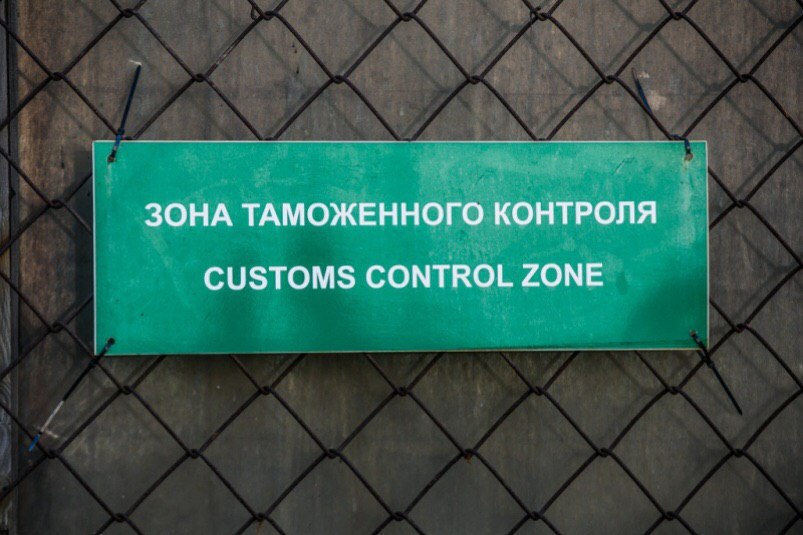 ЗОНА ТАМОЖЕННОГО КОНТРОЛЯ
CUSTOMS CONTROL ZONE